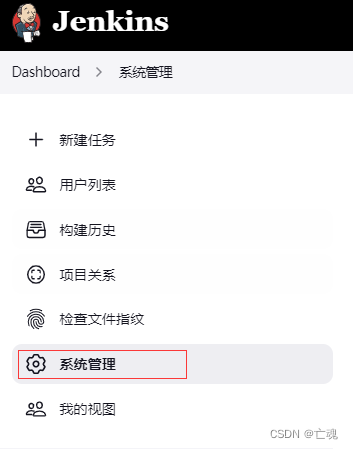 Jenkins
Dashboard > 系统管理
新建任务
用户列表
构建历史
项目关系
检查文件指纹
系统管理
我的视图
CSDN @亡魂